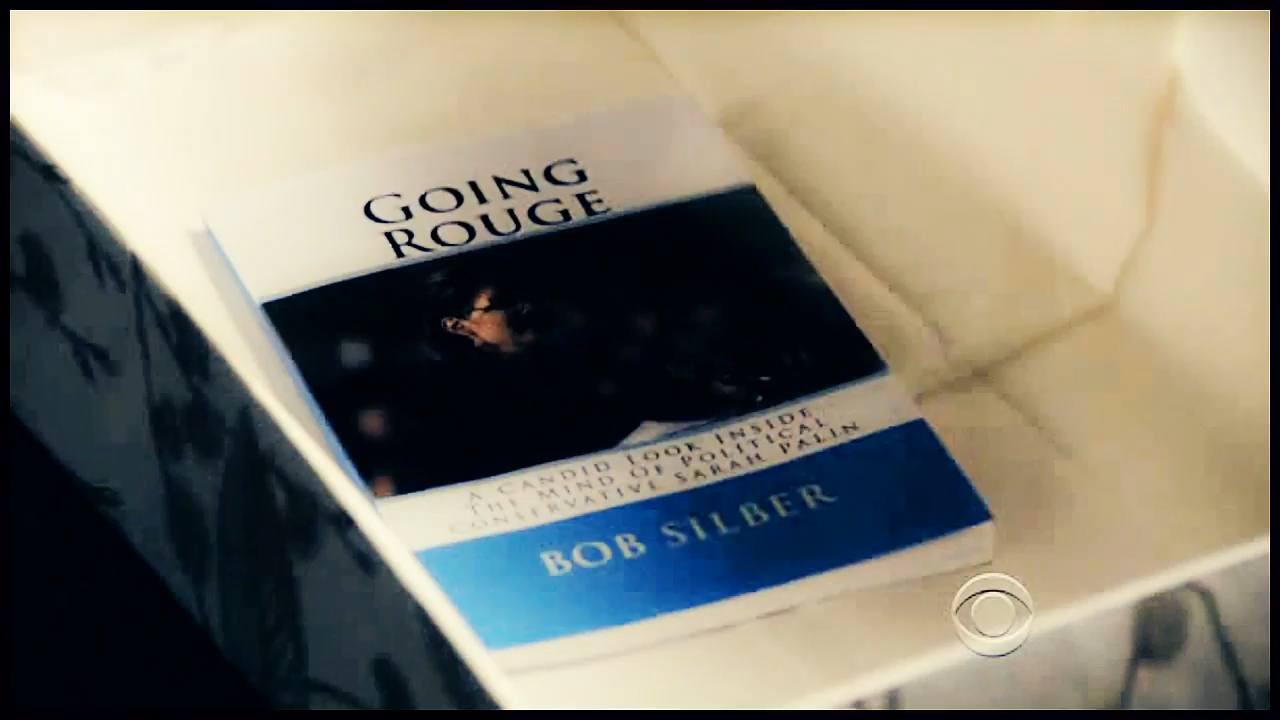 GOING
ROUGE
A CANDID LOOK INSIDE
THE MIND OF POLITICAL
CONSERVATIVE SARAH PALIN
BOB SILBER